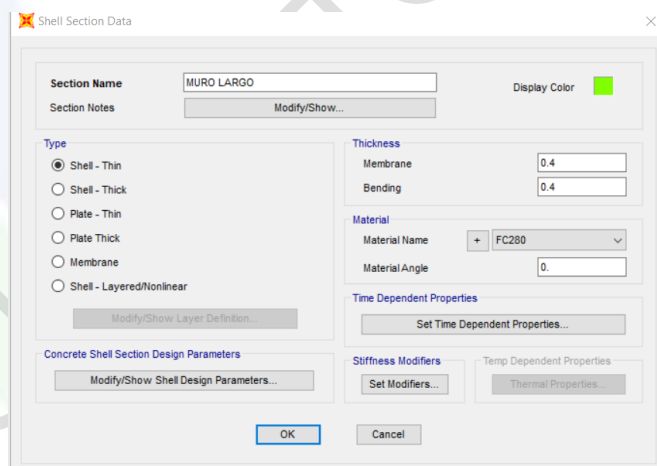 Shell Section Data
Section Name MURO LARGO Display Color
Section Notes Modify/Show...
Type
Shell - Thin
Shell - Thick
Plate - Thin
Plate Thick
Membrane
Shell - Layered/Nonlinear
Modify/Show Layer Definition...
Concrete Shell Section Design Parameters
Modify/Show Shell Design Parameters...
Thickness
Membrane 0.4
Bending 0.4
Material
Material Name + FC280
Material Angle 0.
Time Dependent Properties
Set Time Dependent Properties...
Stiffness Modifiers
Set Modifiers...
Temp Dependent Properties
Thermal Properties...
OK Cancel